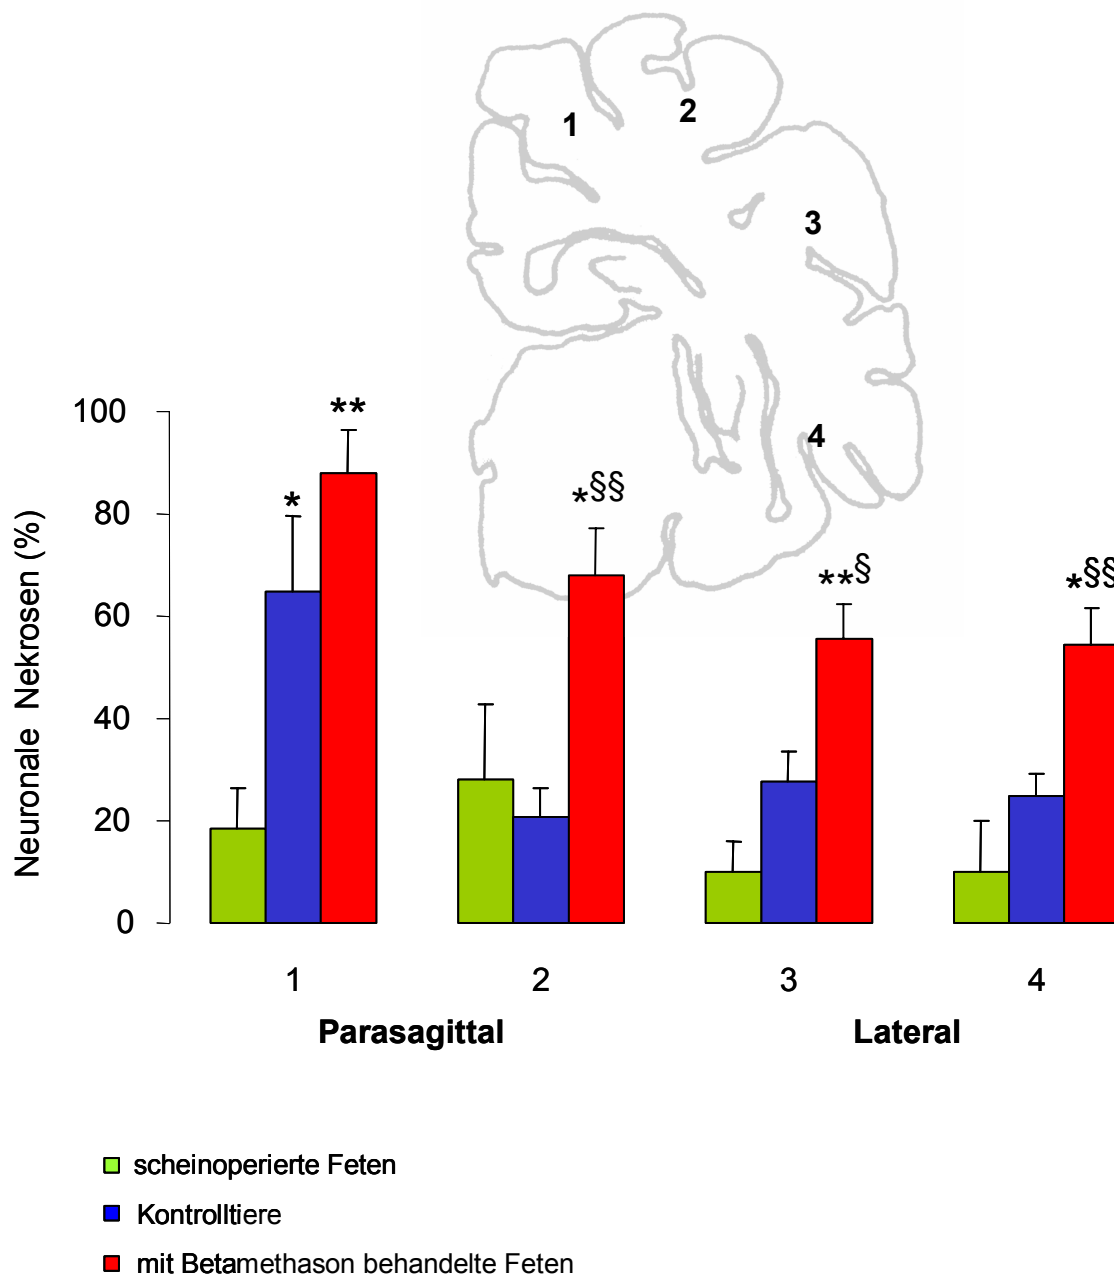 1
2
3
4
100
80
60
40
20
0
Neuronale Nekrosen (%)
*
**
*§§
**§
*§§
1 2 3 4
Parasagittal Lateral
scheinoperierte Feten
Kontrolltiere
mit Betamethason behandelte Feten